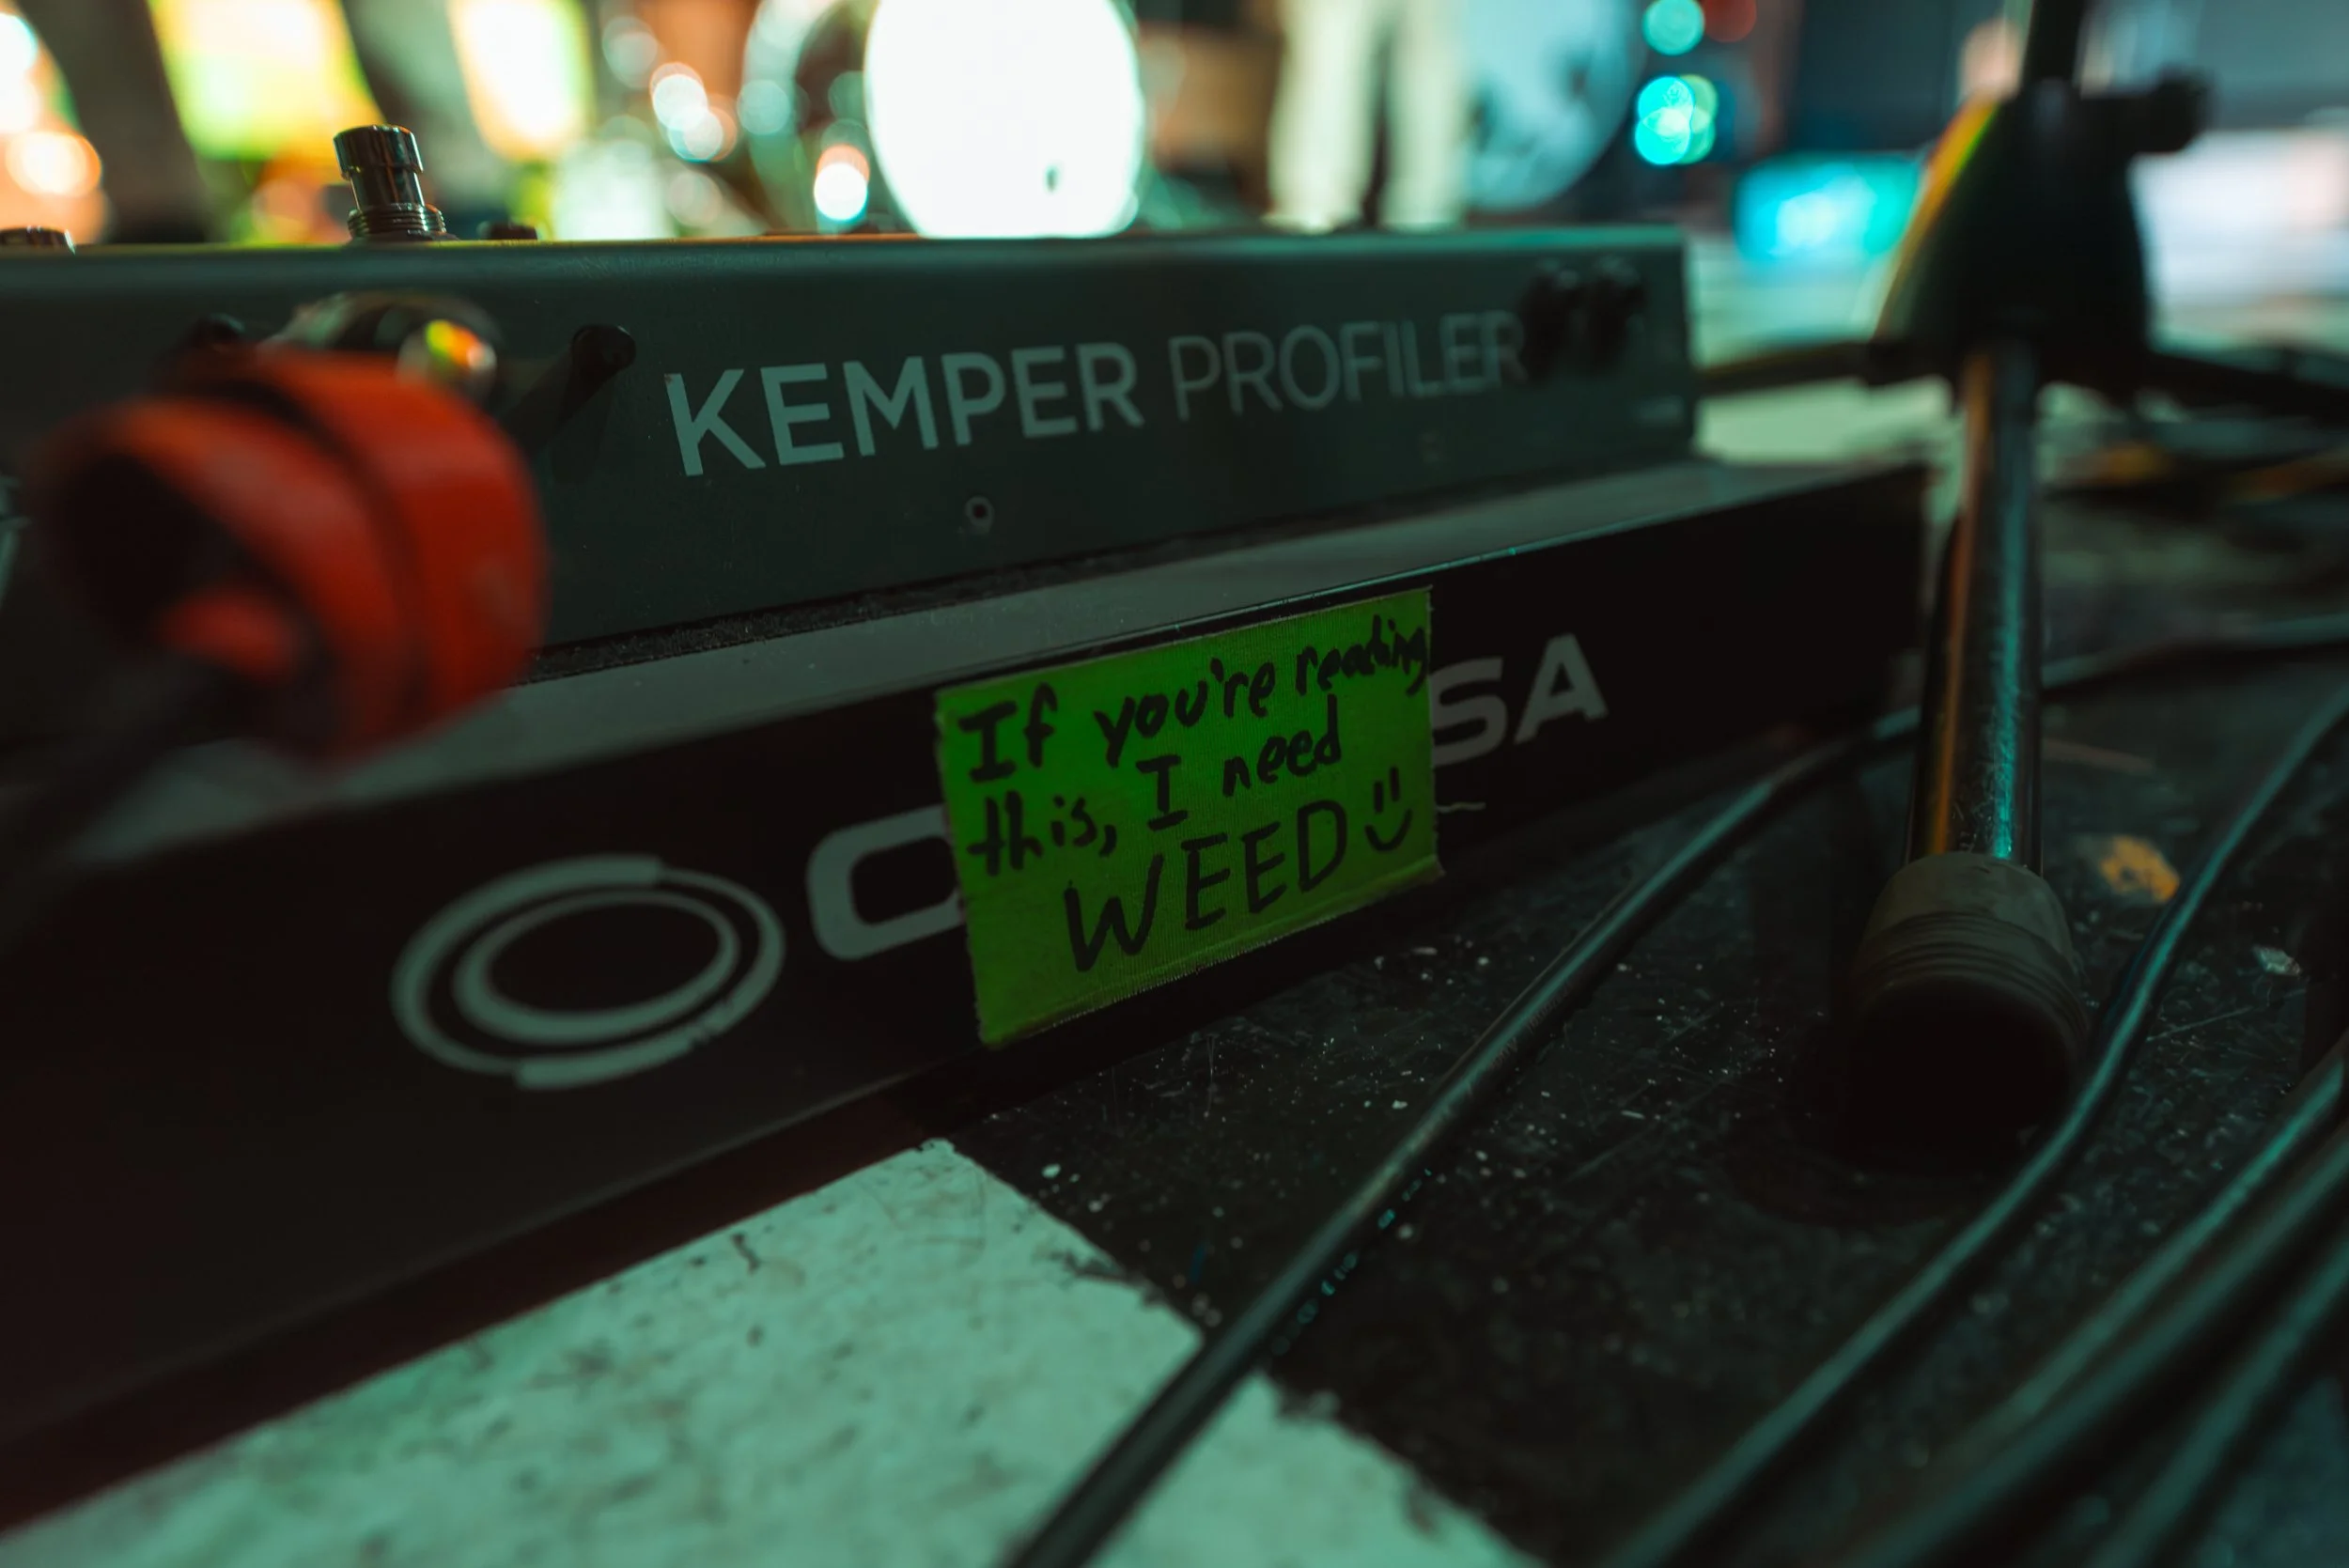 KEMPER PROFILER
If you're reading
this, I need
WEED
SA